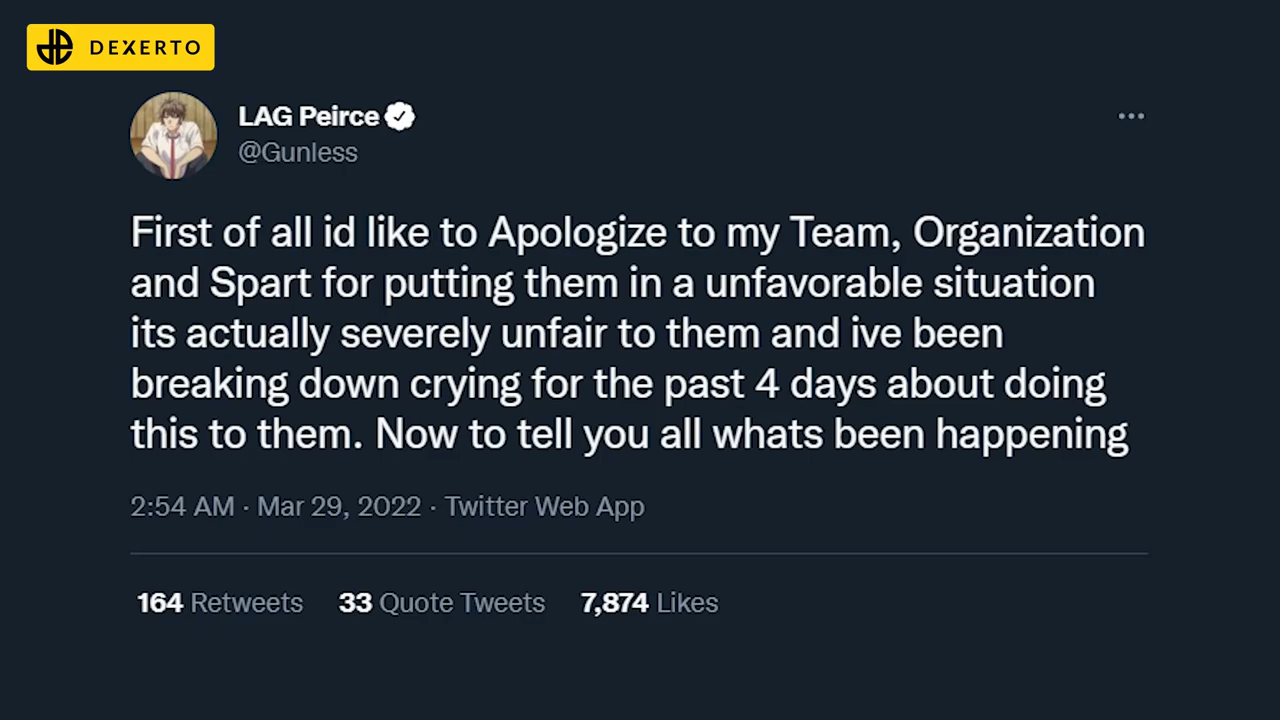 DEXERTO
LAG Peirce
@Gunless
First of all id like to Apologize to my Team, Organization
and Spart for putting them in a unfavorable situation
its actually severely unfair to them and ive been
breaking down crying for the past 4 days about doing
this to them. Now to tell you all whats been happening
2:54 AM · Mar 29, 2022 · Twitter Web App
164 Retweets 33 Quote Tweets 7,874 Likes